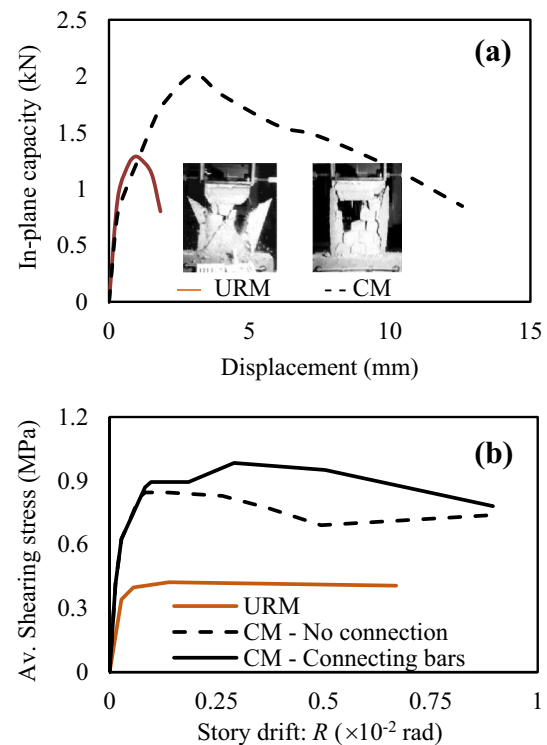 (a)
In-plane capacity (kN)
2.5
2
1.5
1
0.5
0
URM
CM
0
5
10
15
Displacement (mm)
(b)
Av. Shearing stress (MPa)
1.2
0.9
0.6
0.3
0
URM
CM - No connection
CM - Connecting bars
0
0.25
0.5
0.75
1
Story drift: R (×10⁻² rad)